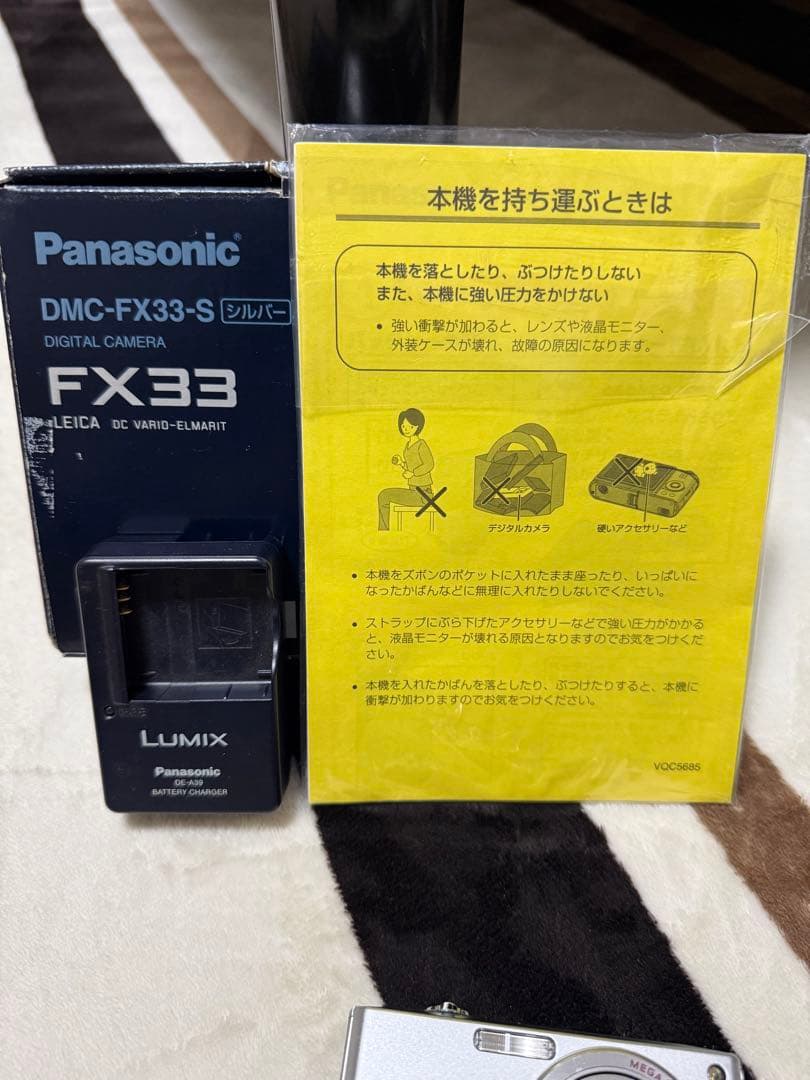 Panasonic
DMC-FX33-S シルバー
DIGITAL CAMERA
FX33
LEICA DC VARIO-ELMARIT
LUMIX
Panasonic
DE-A39
BATTERY CHARGER
本機を持ち運ぶときは
本機を落としたり、ぶつけたりしない
また、本機に強い圧力をかけない
• 強い衝撃が加わると、レンズや液晶モニター、
外装ケースが壊れ、故障の原因になります。
デジタルカメラ
硬いアクセサリーなど
• 本機をズボンのポケットに入れたまま座ったり、いっぱいに
なったかばんなどに無理に入れたりしないでください。
• ストラップにぶら下げたアクセサリーなどで強い圧力がかかる
と、液晶モニターが壊れる原因となりますのでお気をつけくだ
さい。
• 本機を入れたかばんを落としたり、ぶつけたりすると、本機に
衝撃が加わりますのでお気をつけください。
VQC5685
MEGA